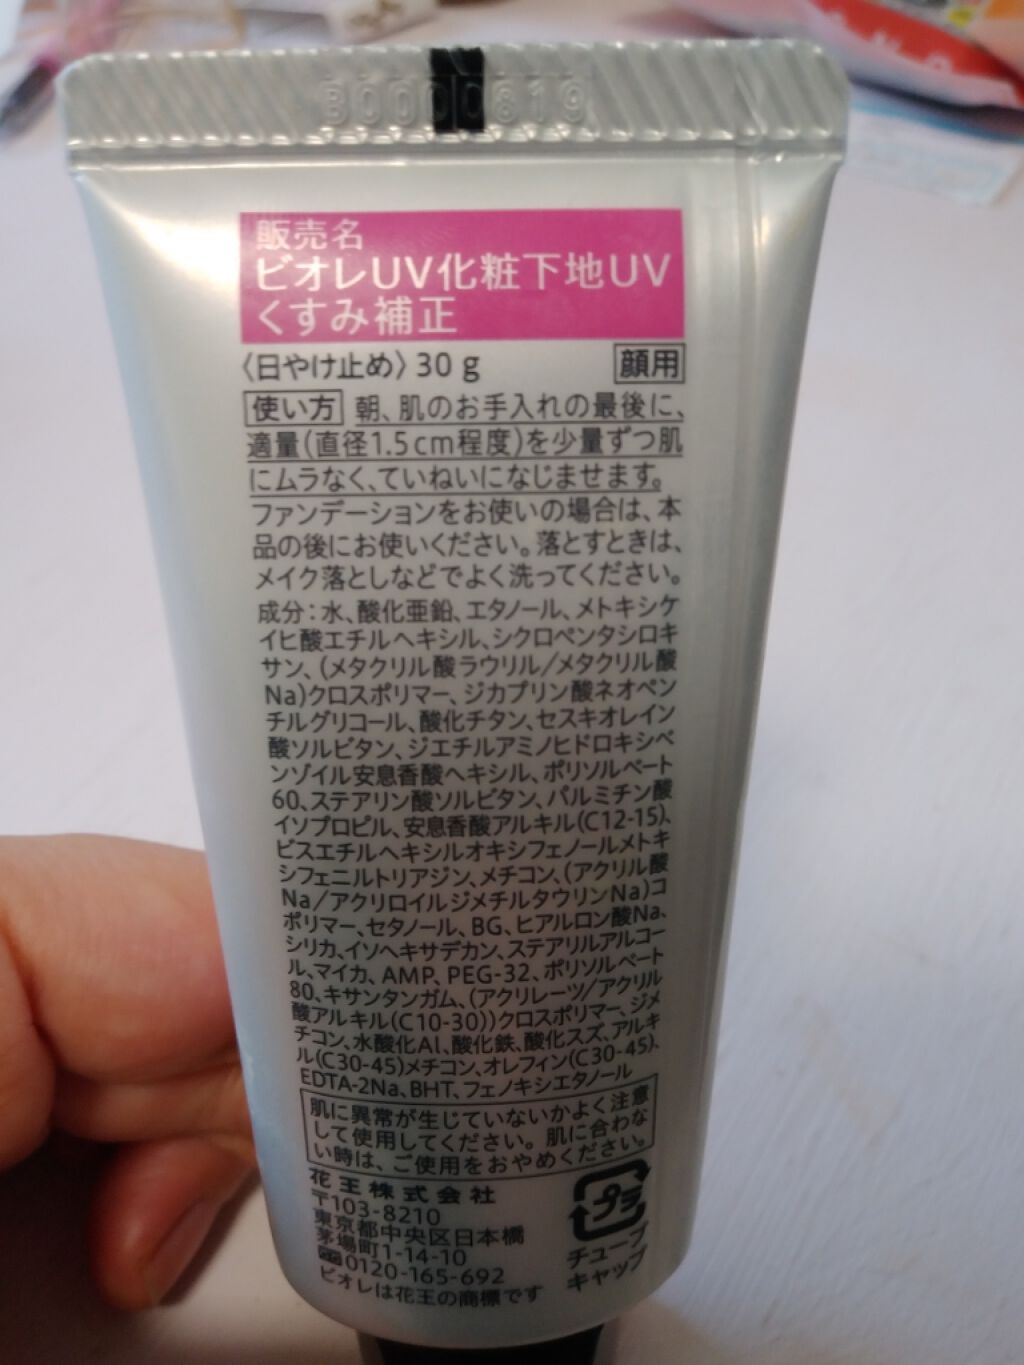 販売名
ビオレUV化粧下地UV
くすみ補正
〈日やけ止め〉30 g 顔用
使い方 朝、肌のお手入れの最後に、
適量(直径1.5cm程度)を少量ずつ肌
にムラなく、ていねいになじませます。
ファンデーションをお使いの場合は、本
品の後にお使いください。落とすときは、
メイク落としなどでよく洗ってください。
成分：水、酸化亜鉛、エタノール、メトキシケ
イヒ酸エチルヘキシル、シクロペンタシロキ
サン、(メタクリル酸ラウリル/メタクリル酸
Na)クロスポリマー、ジカプリン酸ネオペン
チルグリコール、酸化チタン、セスキオレイン
酸ソルビタン、ジエチルアミノヒドロキシベ
ンゾイル安息香酸ヘキシル、ポリソルベート
60、ステアリン酸ソルビタン、パルミチン酸
イソプロピル、安息香酸アルキル(C12-15)、
ビスエチルヘキシルオキシフェノールメトキ
シフェニルトリアジン、メチコン、(アクリル酸
Na/アクリロイルジメチルタウリンNa)コ
ポリマー、セタノール、BG、ヒアルロン酸Na、
シリカ、イソヘキサデカン、ステアリルアルコー
ル、マイカ、AMP、PEG-32、ポリソルベート
80、キサンタンガム、(アクリレーツ/アクリル
酸アルキル(C10-30))クロスポリマー、ジメ
チコン、水酸化Al、酸化鉄、酸化スズ、アルキ
ル(C30-45)メチコン、オレフィン(C30-45)、
EDTA-2Na、BHT、フェノキシエタノール
肌に異常が生じていないかよく注意
して使用してください。肌に合わな
い時は、ご使用をおやめください。
花王株式会社
〒103-8210
東京都中央区日本橋
茅場町1-14-10
0120-165-692
ビオレは花王の商標です
プラ
チューブ
キャップ